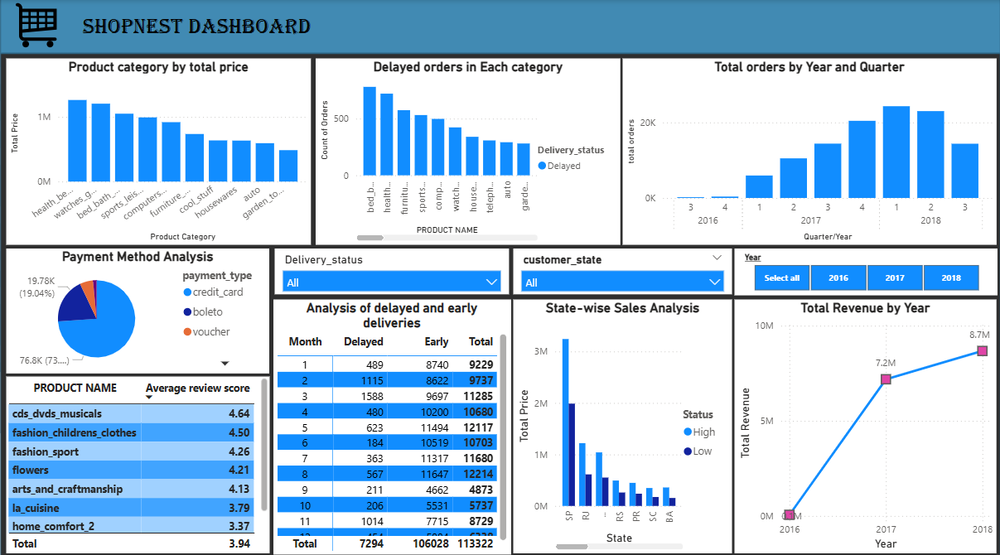 SHOPNEST DASHBOARD
Product category by total price
Total Price
1M
0M
health_be...
watches_g...
bed_bath_...
sports_leis...
computers...
furniture_...
cool_stuff
housewares
auto
garden_to...
Product Category
Delayed orders in Each category
Count of Orders
500
0
bed_b...
health...
furnitu...
sports...
comp...
watch...
house...
teleph...
auto
garde...
PRODUCT NAME
Delivery_status
Delayed
Total orders by Year and Quarter
total orders
20K
0K
3 4 1 2 3 4 1 2 3
2016 2017 2018
Quarter/Year
Payment Method Analysis
19.78K
(19.04%)
76.8K (73....)
payment_type
credit_card
boleto
voucher
Delivery_status
All
customer_state
All
Year
Select all 2016 2017 2018
PRODUCT NAME Average review score
cds_dvds_musicals 4.64
fashion_childrens_clothes 4.50
fashion_sport 4.26
flowers 4.21
arts_and_craftmanship 4.13
la_cuisine 3.79
home_comfort_2 3.37
Total 3.94
Analysis of delayed and early
deliveries
Month Delayed Early Total
1 489 8740 9229
2 1115 8622 9737
3 1588 9697 11285
4 480 10200 10680
5 623 11494 12117
6 184 10519 10703
7 363 11317 11680
8 567 11647 12214
9 211 4662 4873
10 206 5531 5737
11 1014 7715 8729
Total 7294 106028 113322
State-wise Sales Analysis
Total Price
3M
2M
1M
0M
SP
RJ
...
RS
PR
SC
BA
State
Status
High
Low
Total Revenue by Year
Total Revenue
10M
5M
0M
7.2M
8.7M
2016 2017 2018
Year